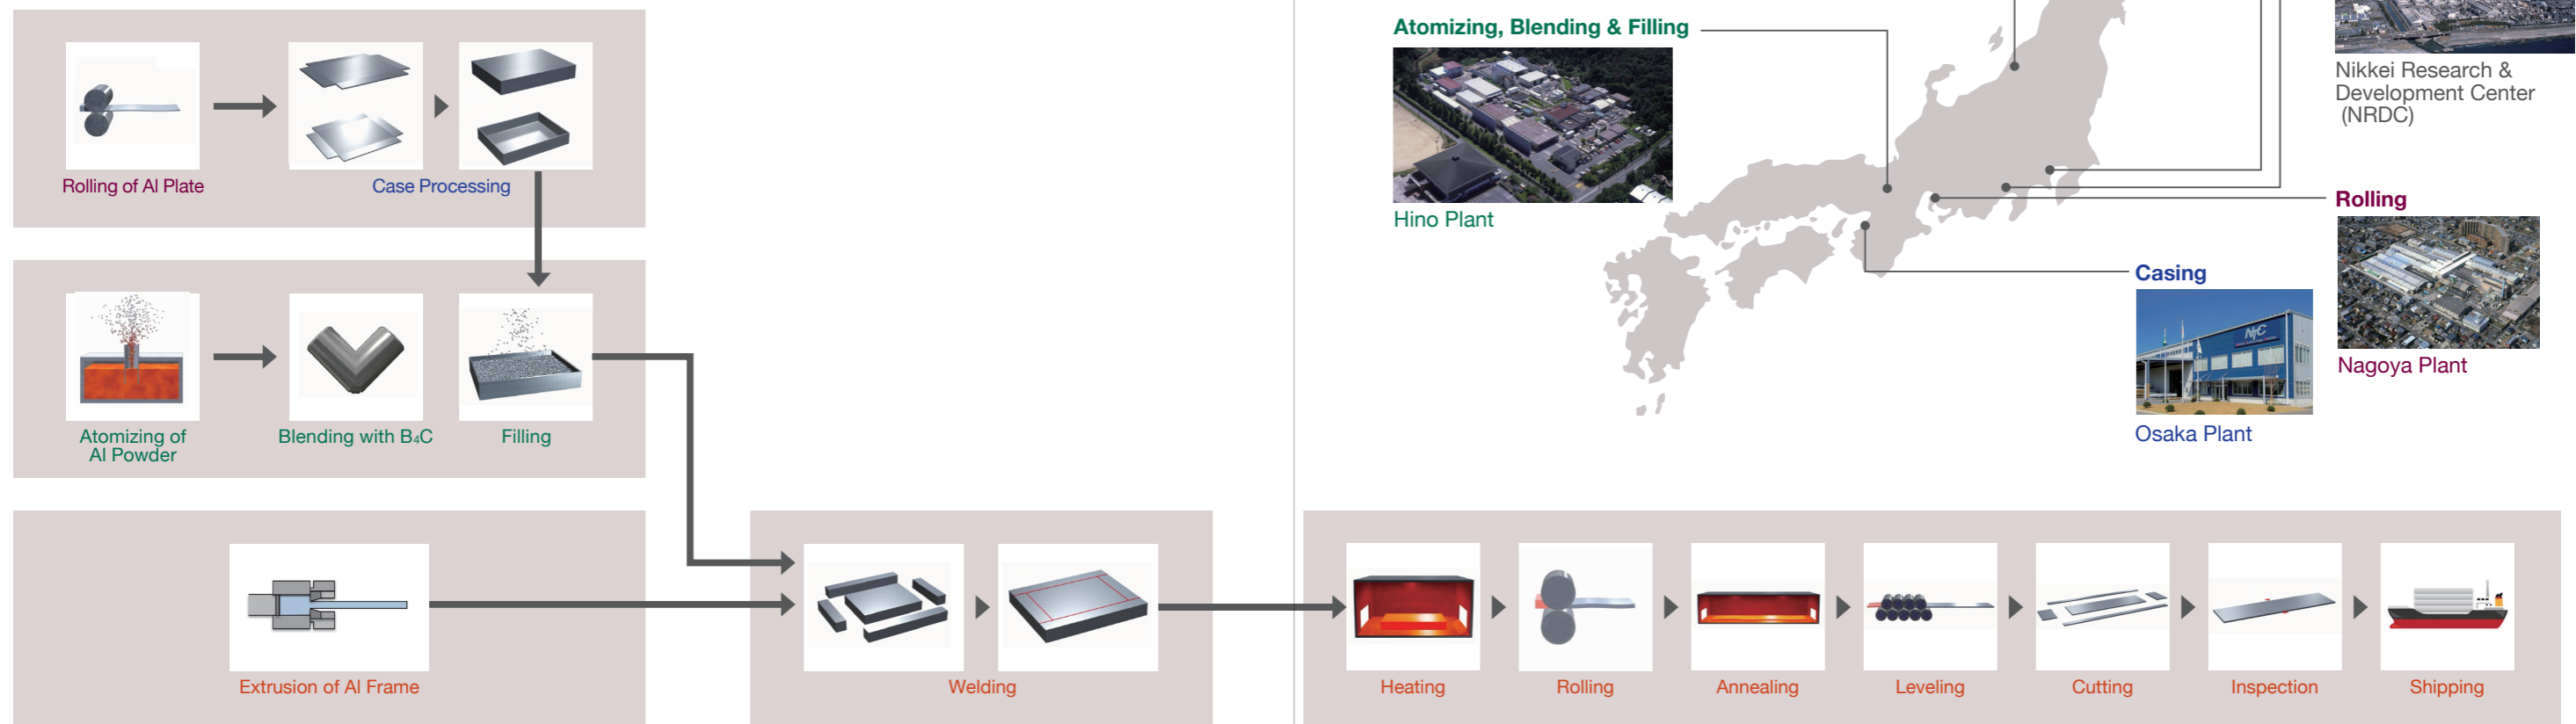 Rolling of Al Plate
Case Processing
Atomizing of
Al Powder
Blending with B₄C
Filling
Extrusion of Al Frame
Welding
Atomizing, Blending & Filling
Hino Plant
Nikkei Research &
Development Center
(NRDC)
Rolling
Nagoya Plant
Casing
NTC
Osaka Plant
Heating
Rolling
Annealing
Leveling
Cutting
Inspection
Shipping